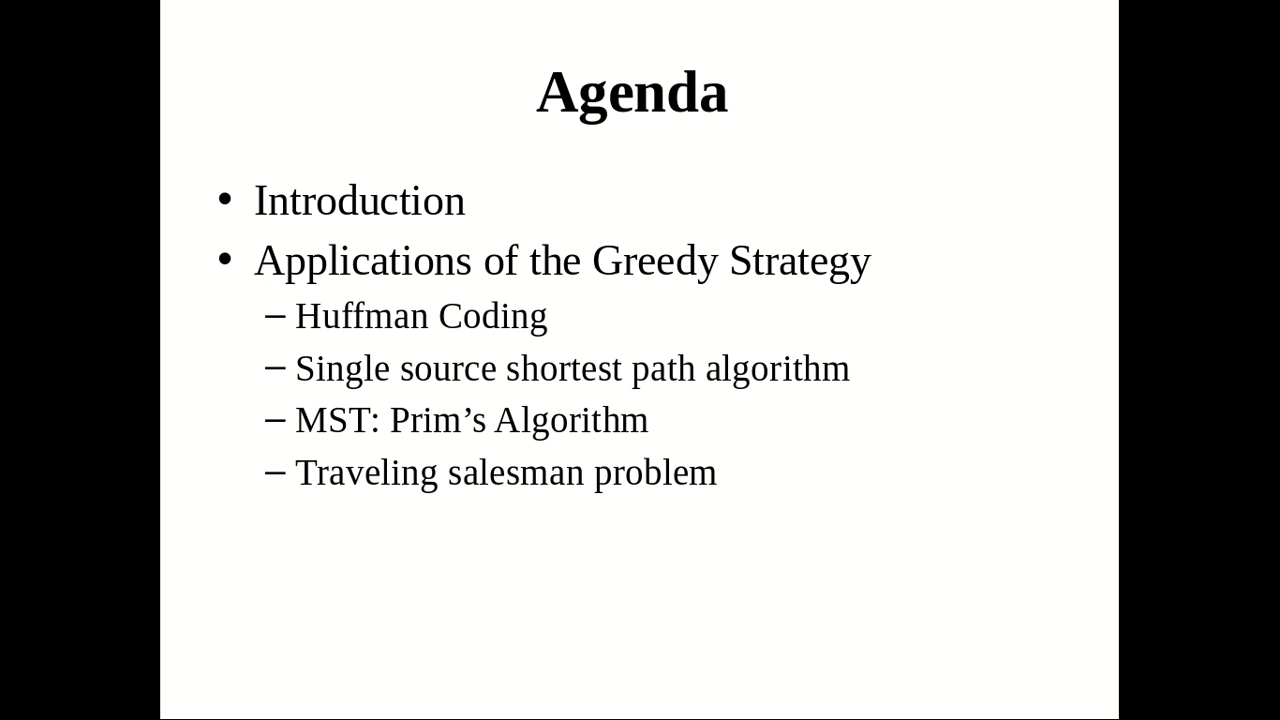 Agenda
• Introduction
• Applications of the Greedy Strategy
– Huffman Coding
– Single source shortest path algorithm
– MST: Prim’s Algorithm
– Traveling salesman problem